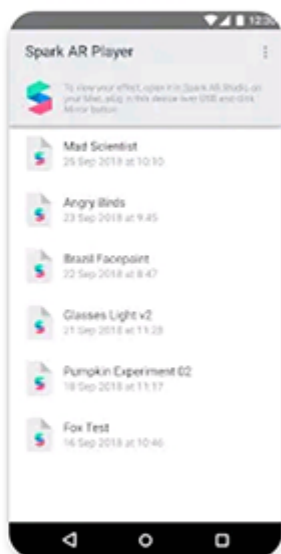 12:30
Spark AR Player
To view your effect, open it in Spark AR Studio on
your Mac, plug in this device over USB and click
Mirror button.
Mad Scientist
25 Sep 2018 at 10:10
Angry Birds
23 Sep 2018 at 9:45
Brazil Facepaint
22 Sep 2018 at 8:47
Glasses Light v2
21 Sep 2018 at 11:28
Pumpkin Experiment 02
18 Sep 2018 at 11:17
Fox Test
16 Sep 2018 at 10:46